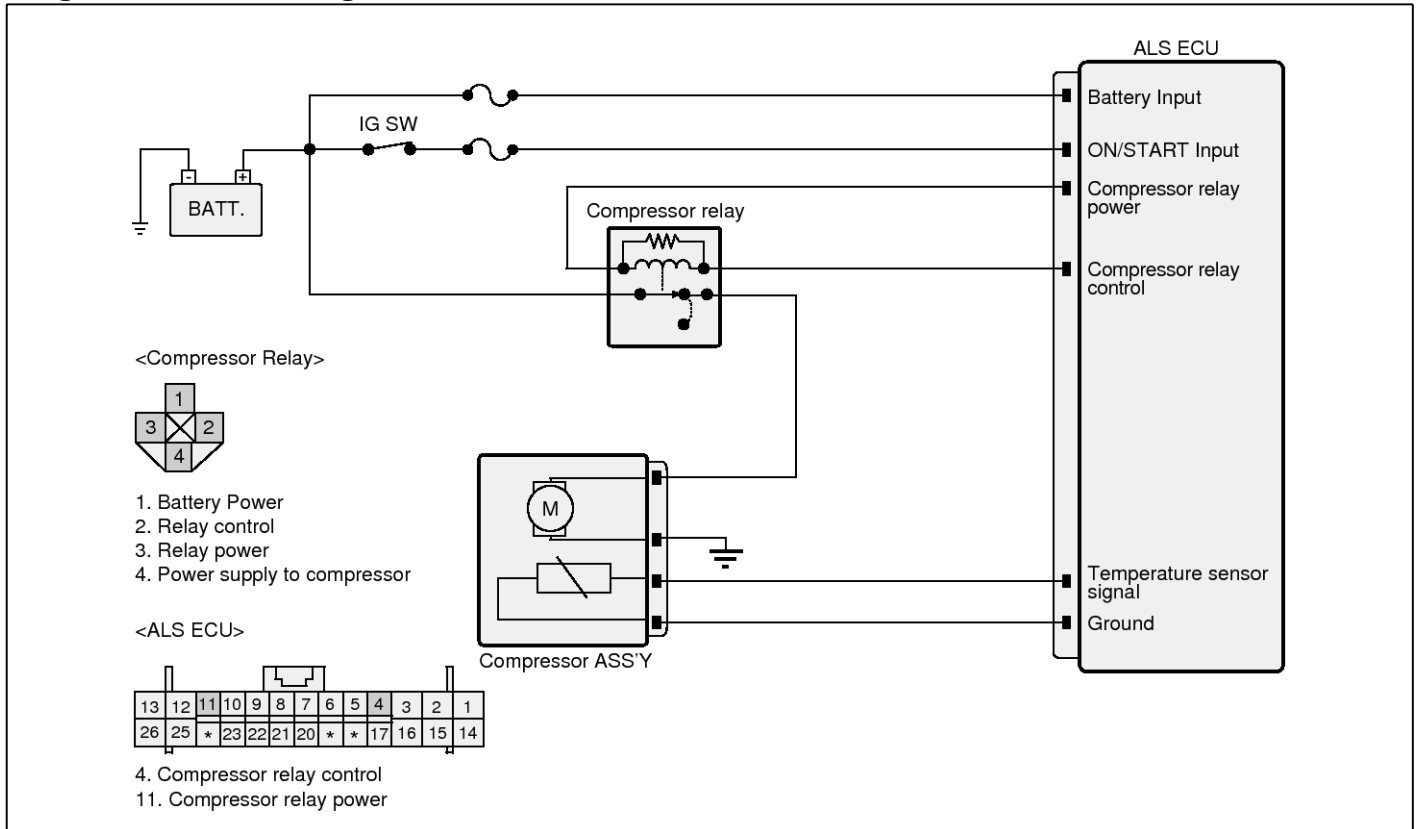 ALS ECU
Battery Input
IG SW
ON/START Input
- +
BATT.
Compressor relay
power
Compressor relay
Compressor relay
control
<Compressor Relay>
1
3 2
4
1. Battery Power
2. Relay control
3. Relay power
4. Power supply to compressor
M
Temperature sensor
signal
Ground
<ALS ECU>
Compressor ASS'Y
13 12 11 10 9 8 7 6 5 4 3 2 1
26 25 * 23 22 21 20 * * 17 16 15 14
4. Compressor relay control
11. Compressor relay power